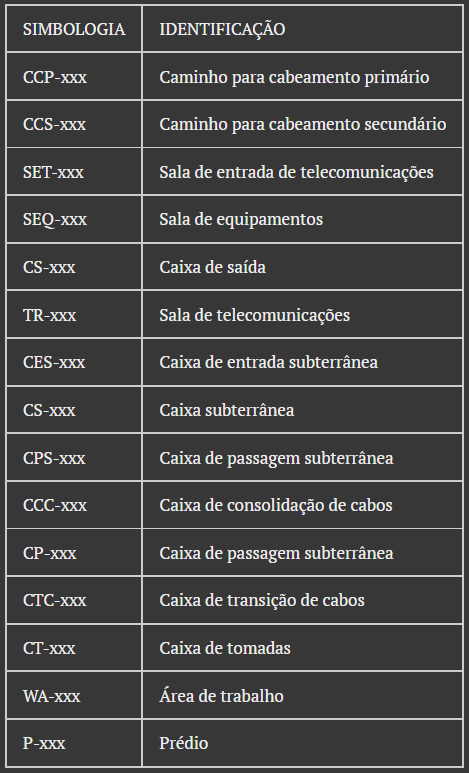 SIMBOLOGIA IDENTIFICAÇÃO
CCP-xxx Caminho para cabeamento primário
CCS-xxx Caminho para cabeamento secundário
SET-xxx Sala de entrada de telecomunicações
SEQ-xxx Sala de equipamentos
CS-xxx Caixa de saída
TR-xxx Sala de telecomunicações
CES-xxx Caixa de entrada subterrânea
CS-xxx Caixa subterrânea
CPS-xxx Caixa de passagem subterrânea
CCC-xxx Caixa de consolidação de cabos
CP-xxx Caixa de passagem subterrânea
CTC-xxx Caixa de transição de cabos
CT-xxx Caixa de tomadas
WA-xxx Área de trabalho
P-xxx Prédio